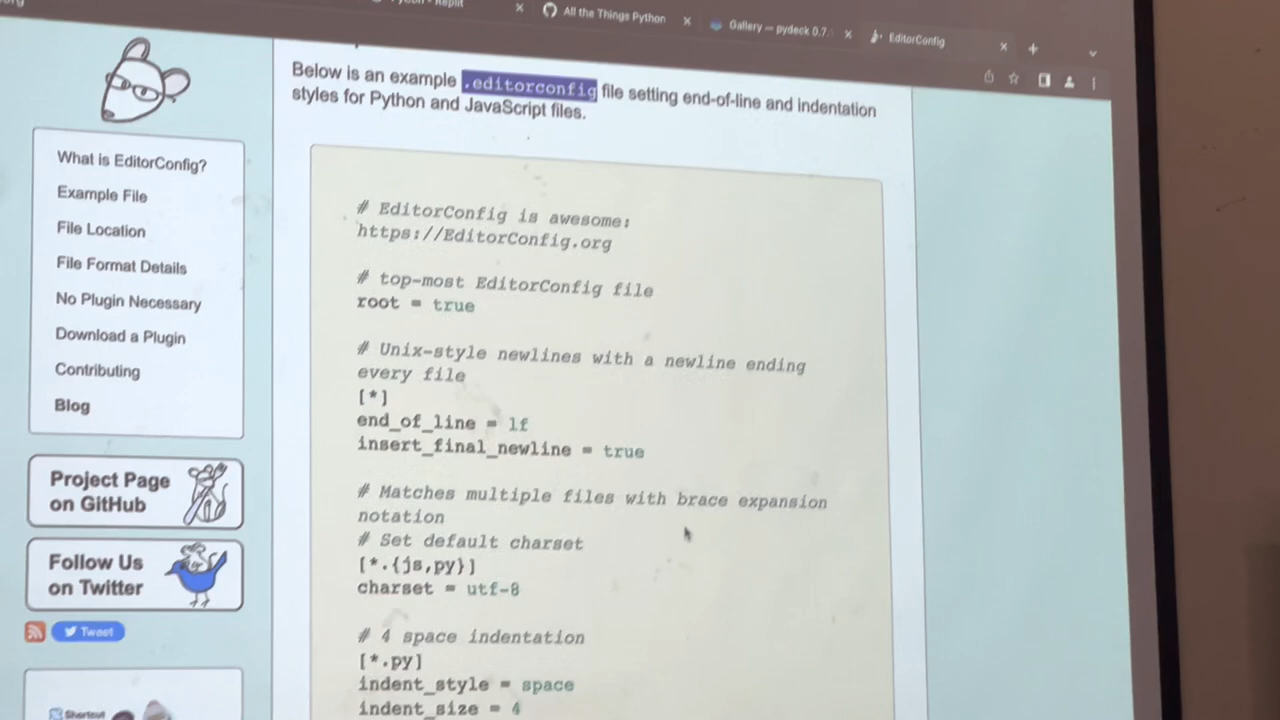 All the Things Python
Gallery — pydeck 0.7.
EditorConfig
Below is an example .editorconfig file setting end-of-line and indentation
styles for Python and JavaScript files.
What is EditorConfig?
Example File
File Location
File Format Details
No Plugin Necessary
Download a Plugin
Contributing
Blog
Project Page
on GitHub
Follow Us
on Twitter
Tweet
Shortcut
# EditorConfig is awesome:
https://EditorConfig.org
# top-most EditorConfig file
root = true
# Unix-style newlines with a newline ending
every file
[*]
end_of_line = lf
insert_final_newline = true
# Matches multiple files with brace expansion
notation
# Set default charset
[*.{js,py}]
charset = utf-8
# 4 space indentation
[*.py]
indent_style = space
indent_size = 4